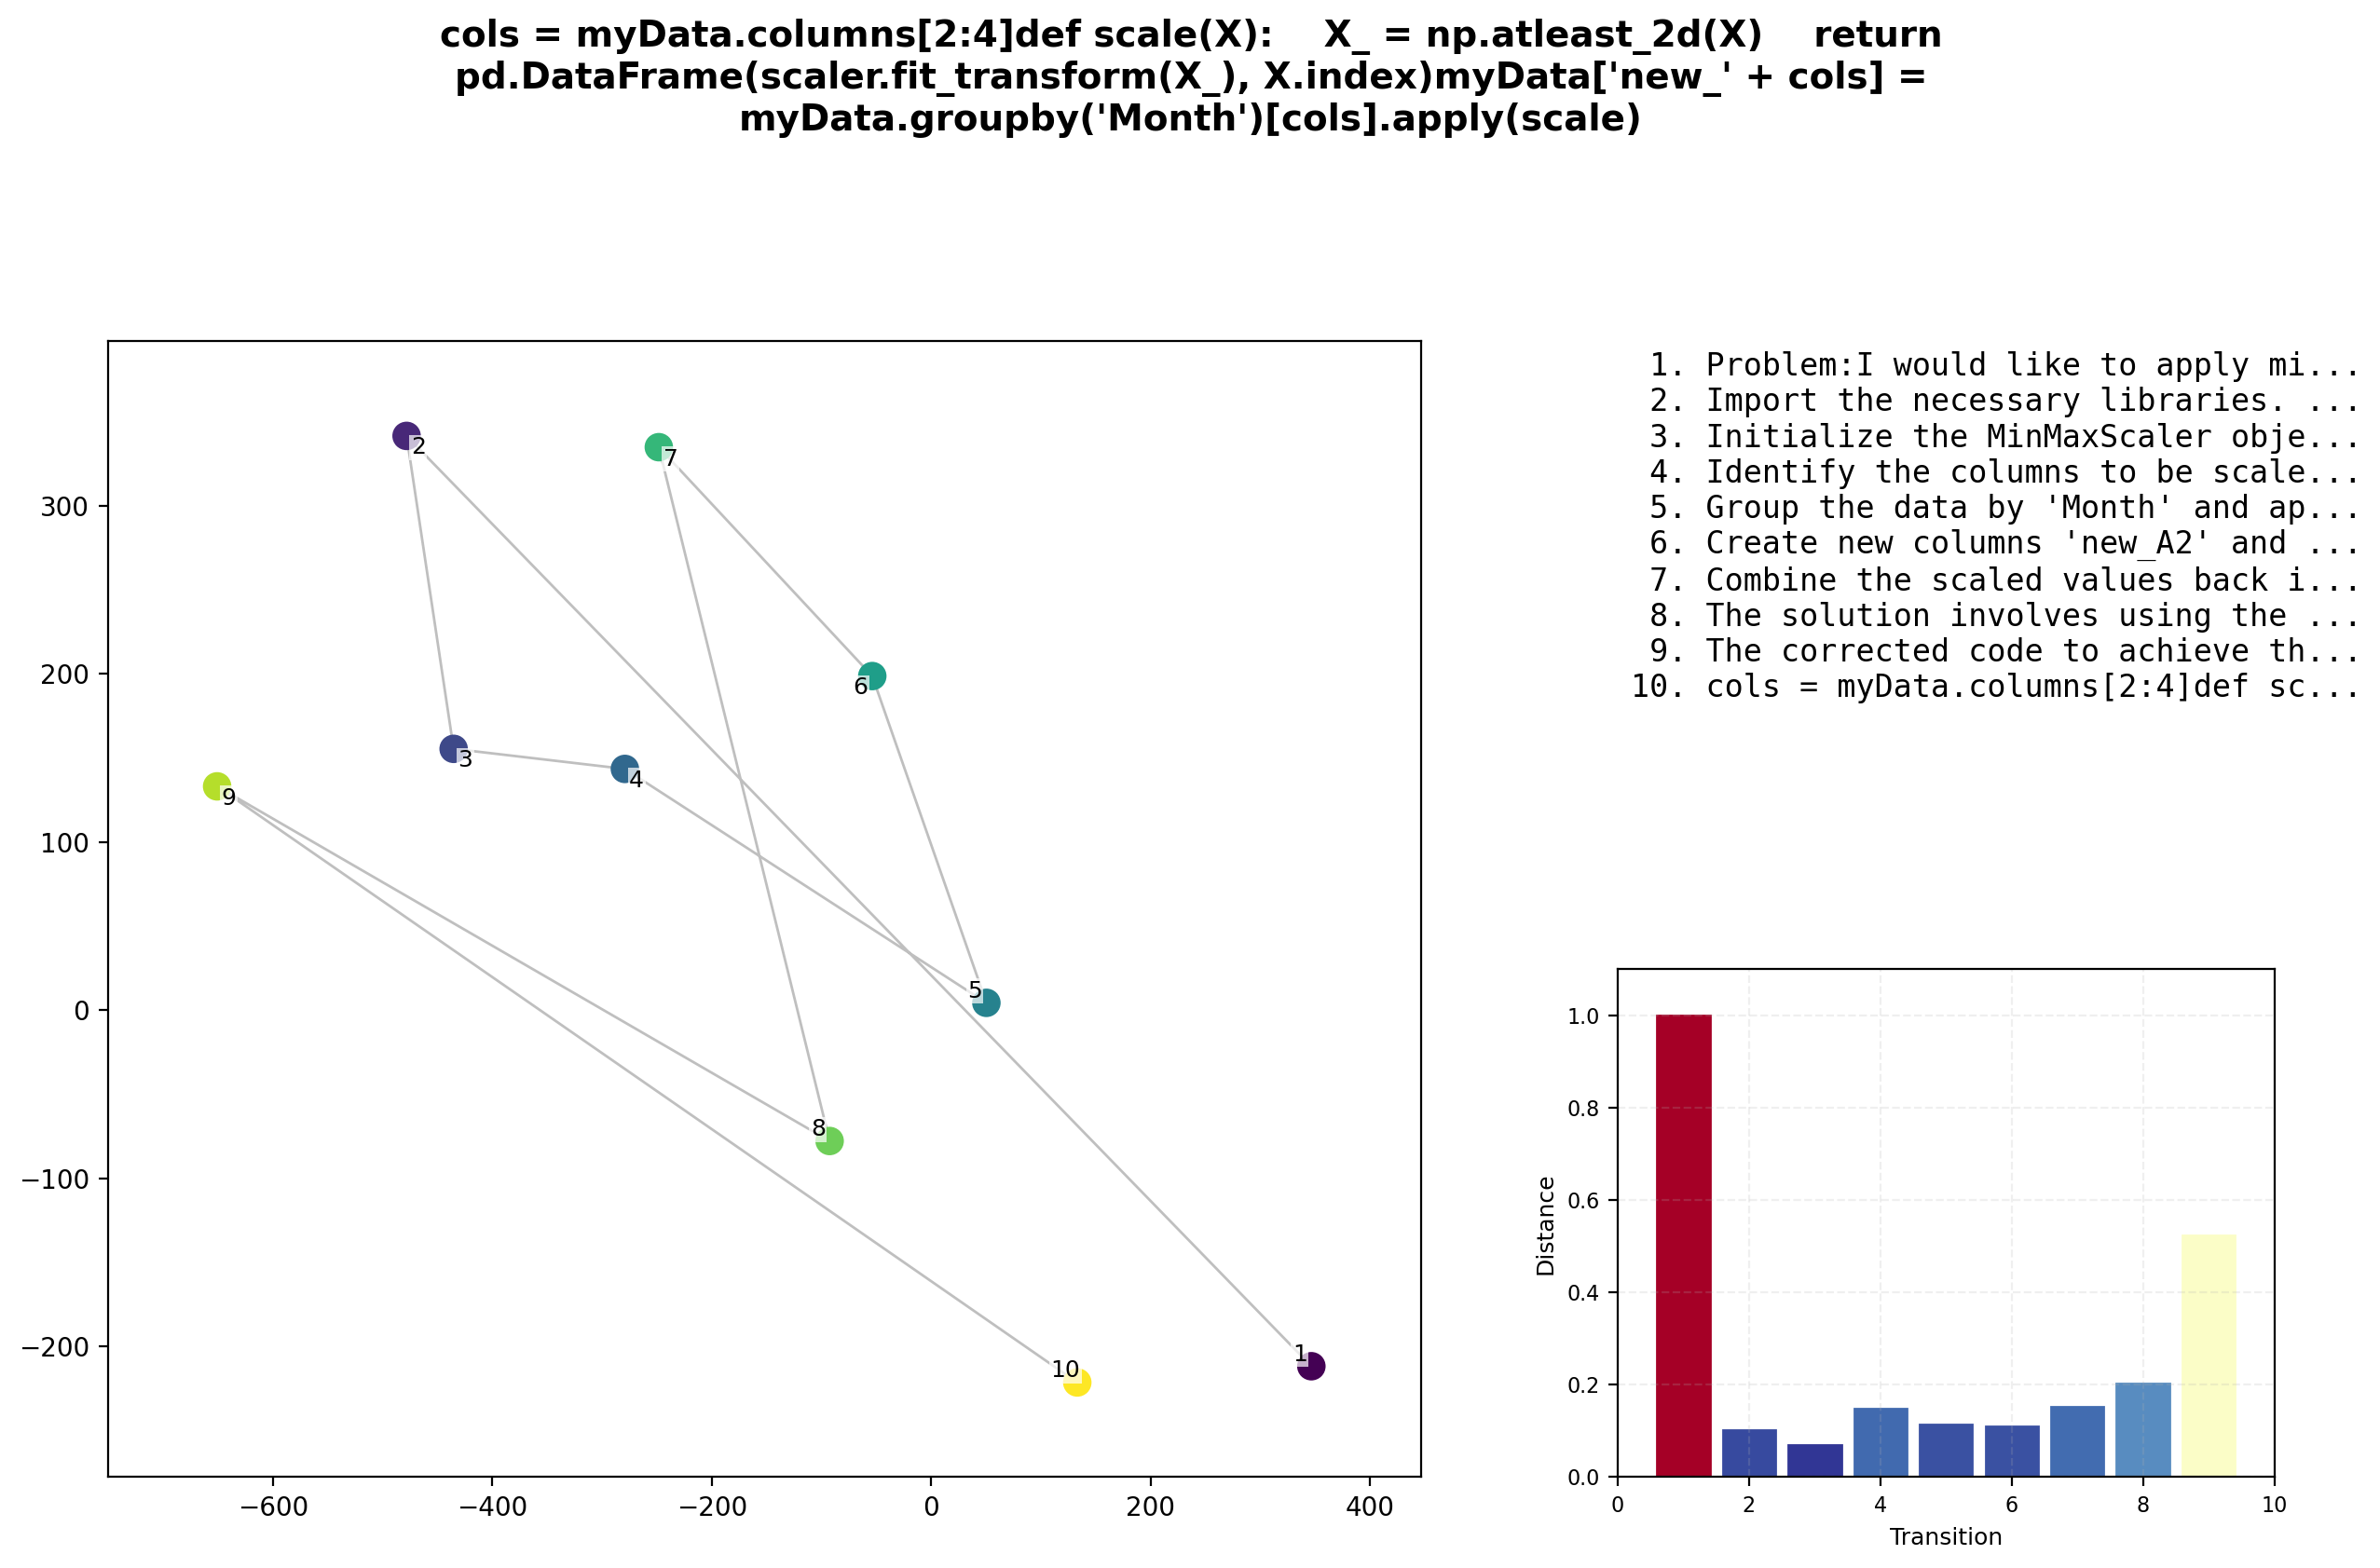 cols = myData.columns[2:4]def scale(X):    X_ = np.atleast_2d(X)    return
pd.DataFrame(scaler.fit_transform(X_), X.index)myData['new_' + cols] =
myData.groupby('Month')[cols].apply(scale)
300
200
100
0
−100
−200
−600
−400
−200
0
200
400
1
2
3
4
5
6
7
8
9
10
1. Problem:I would like to apply mi...
2. Import the necessary libraries. ...
3. Initialize the MinMaxScaler obje...
4. Identify the columns to be scale...
5. Group the data by 'Month' and ap...
6. Create new columns 'new_A2' and ...
7. Combine the scaled values back i...
8. The solution involves using the ...
9. The corrected code to achieve th...
10. cols = myData.columns[2:4]def sc...
Distance
1.0
0.8
0.6
0.4
0.2
0.0
0
2
4
6
8
10
Transition